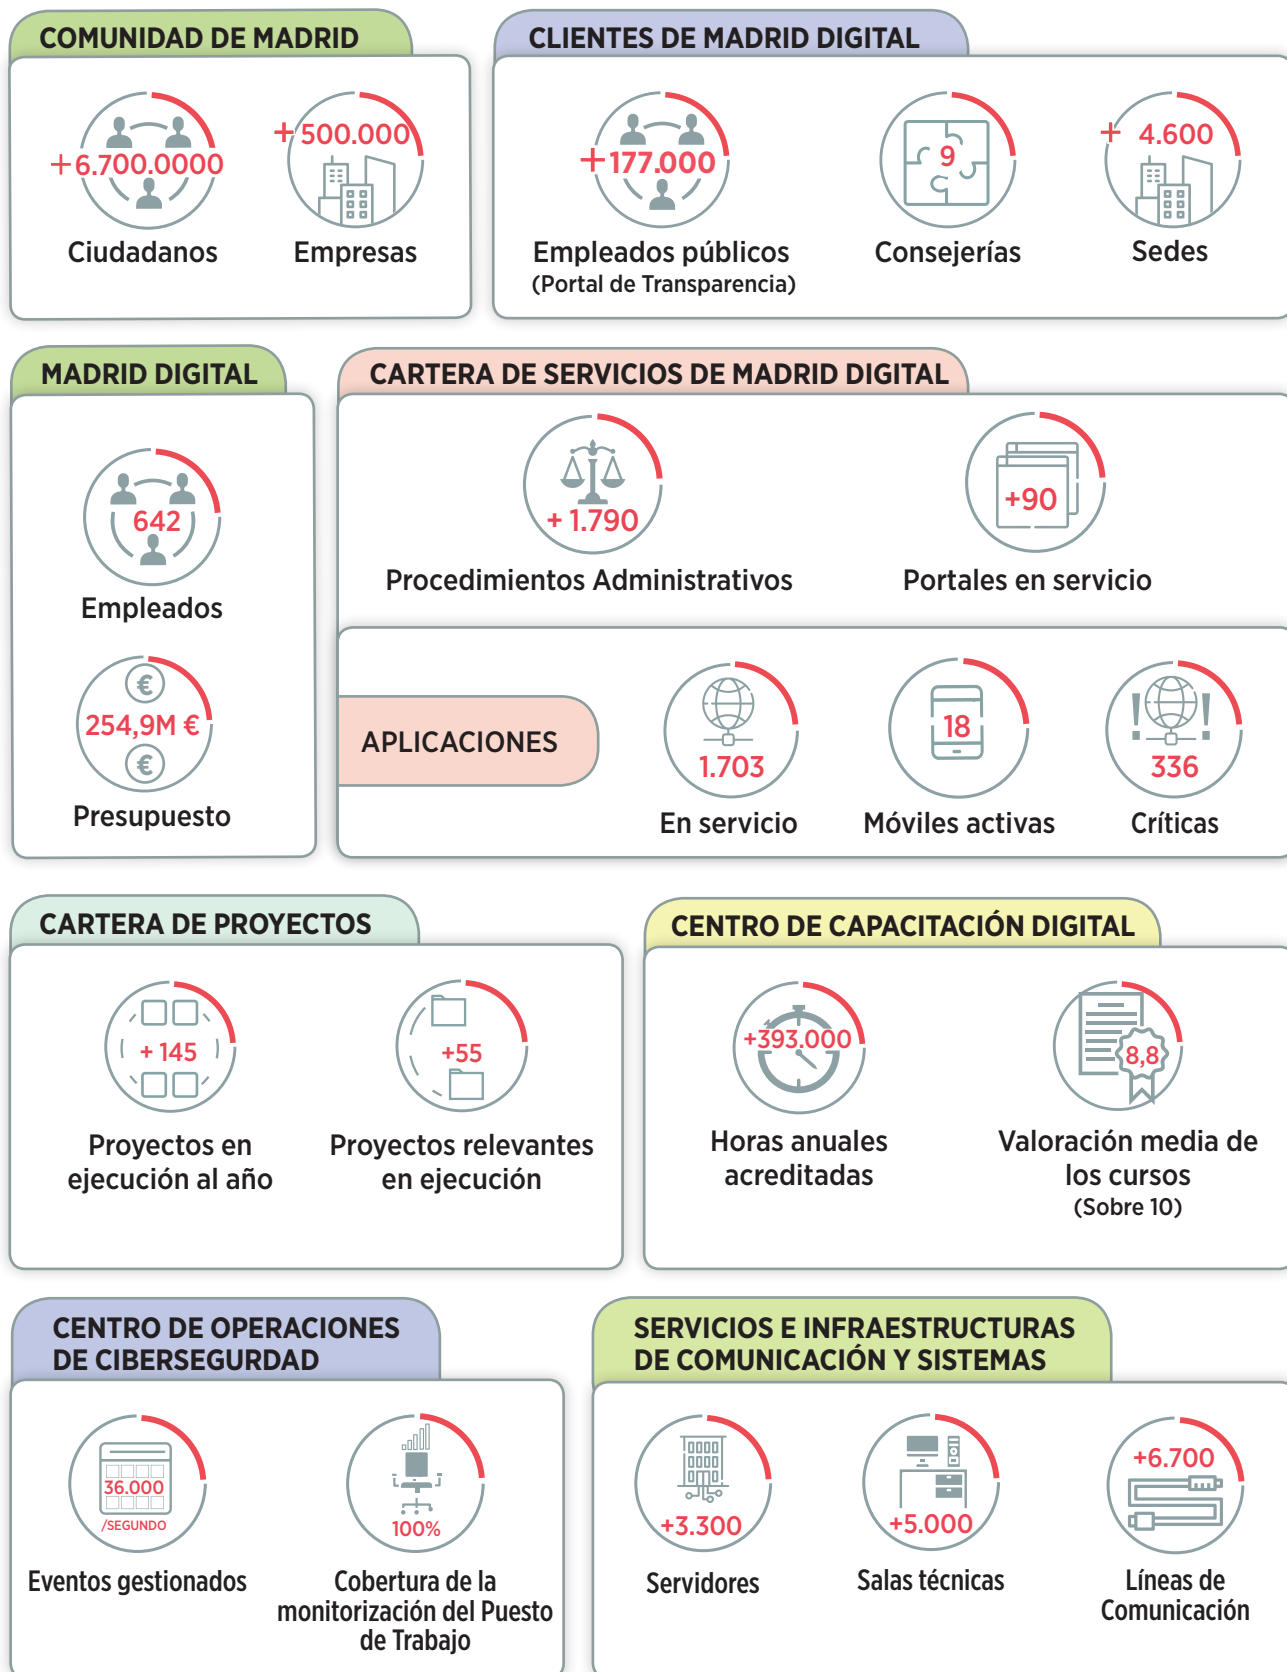 COMUNIDAD DE MADRID
+6.700.0000
Ciudadanos
+ 500.000
Empresas
CLIENTES DE MADRID DIGITAL
+177.000
Empleados públicos
(Portal de Transparencia)
9
Consejerías
+ 4.600
Sedes
MADRID DIGITAL
642
Empleados
€
254,9M €
€
Presupuesto
CARTERA DE SERVICIOS DE MADRID DIGITAL
+ 1.790
Procedimientos Administrativos
+90
Portales en servicio
APLICACIONES
1.703
En servicio
18
Móviles activas
! !
336
Críticas
CARTERA DE PROYECTOS
+ 145
Proyectos en
ejecución al año
+55
Proyectos relevantes
en ejecución
CENTRO DE CAPACITACIÓN DIGITAL
+393.000
Horas anuales
acreditadas
8,8
Valoración media de
los cursos
(Sobre 10)
CENTRO DE OPERACIONES
DE CIBERSEGURDAD
36.000
/SEGUNDO
Eventos gestionados
100%
Cobertura de la
monitorización del Puesto
de Trabajo
SERVICIOS E INFRAESTRUCTURAS
DE COMUNICACIÓN Y SISTEMAS
+3.300
Servidores
+5.000
Salas técnicas
+6.700
Líneas de
Comunicación